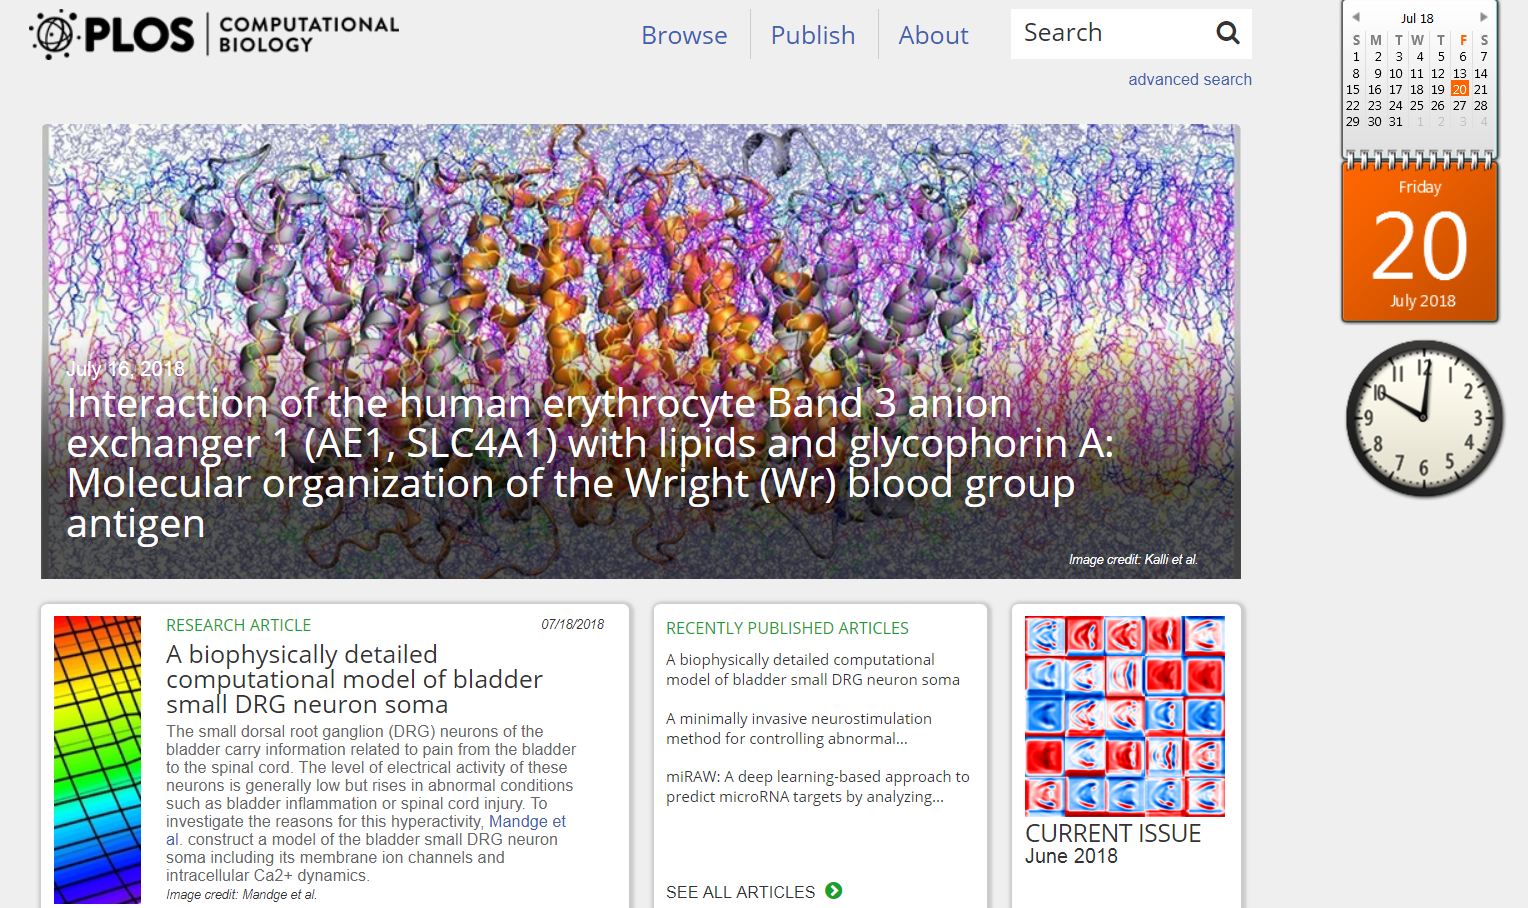 PLOS | COMPUTATIONAL
BIOLOGY
Browse
Publish
About
Search
advanced search
July 16, 2018
Interaction of the human erythrocyte Band 3 anion
exchanger 1 (AE1, SLC4A1) with lipids and glycophorin A:
Molecular organization of the Wright (Wr) blood group
antigen
Image credit: Kalli et al.
RESEARCH ARTICLE
07/18/2018
A biophysically detailed
computational model of bladder
small DRG neuron soma
The small dorsal root ganglion (DRG) neurons of the
bladder carry information related to pain from the bladder
to the spinal cord. The level of electrical activity of these
neurons is generally low but rises in abnormal conditions
such as bladder inflammation or spinal cord injury. To
investigate the reasons for this hyperactivity, Mandge et
al. construct a model of the bladder small DRG neuron
soma including its membrane ion channels and
intracellular Ca2+ dynamics.
Image credit: Mandge et al.
RECENTLY PUBLISHED ARTICLES
A biophysically detailed computational
model of bladder small DRG neuron soma
A minimally invasive neurostimulation
method for controlling abnormal...
miRAW: A deep learning-based approach to
predict microRNA targets by analyzing...
SEE ALL ARTICLES
CURRENT ISSUE
June 2018
Jul 18
S M T W T F S
1 2 3 4 5 6 7
8 9 10 11 12 13 14
15 16 17 18 19 20 21
22 23 24 25 26 27 28
29 30 31 1 2 3 4
Friday
20
July 2018
12
1
2
3
4
5
6
7
8
9
10
11